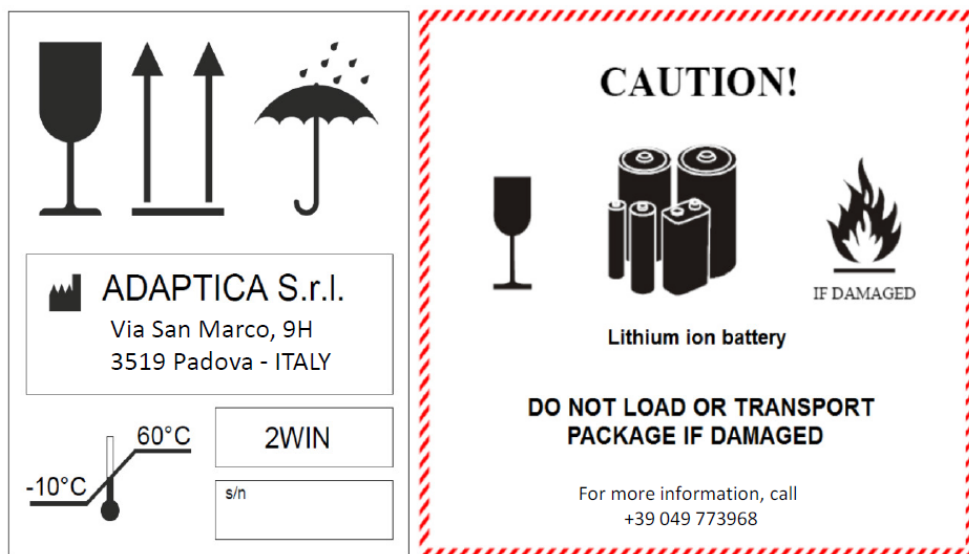 ADAPTICA S.r.l.
Via San Marco, 9H
3519 Padova - ITALY
60°C
-10°C
2WIN
s/n
CAUTION!
IF DAMAGED
Lithium ion battery
DO NOT LOAD OR TRANSPORT
PACKAGE IF DAMAGED
For more information, call
+39 049 773968